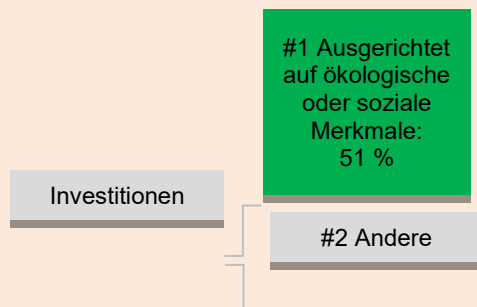 #1 Ausgerichtet
auf ökologische
oder soziale
Merkmale:
51 %
Investitionen
#2 Andere